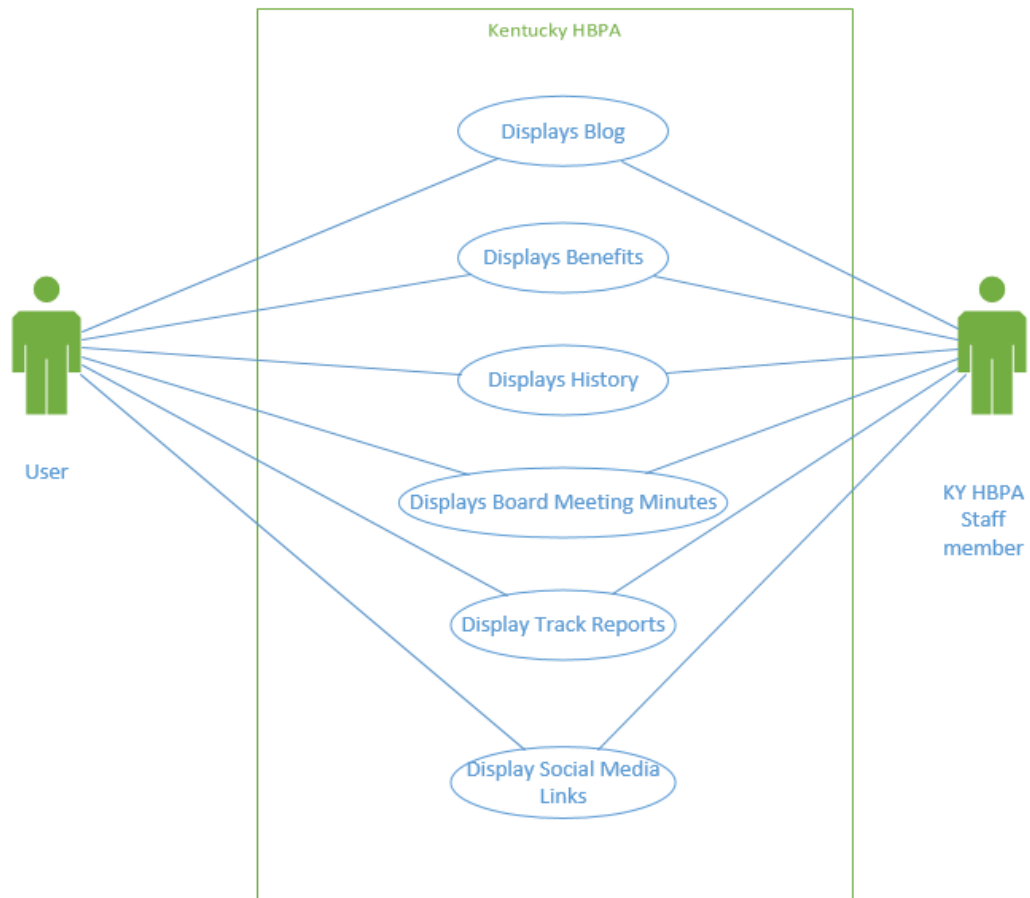 Kentucky HBPA
Displays Blog
Displays Benefits
Displays History
User
Displays Board Meeting Minutes
KY HBPA
Staff
member
Display Track Reports
Display Social Media
Links